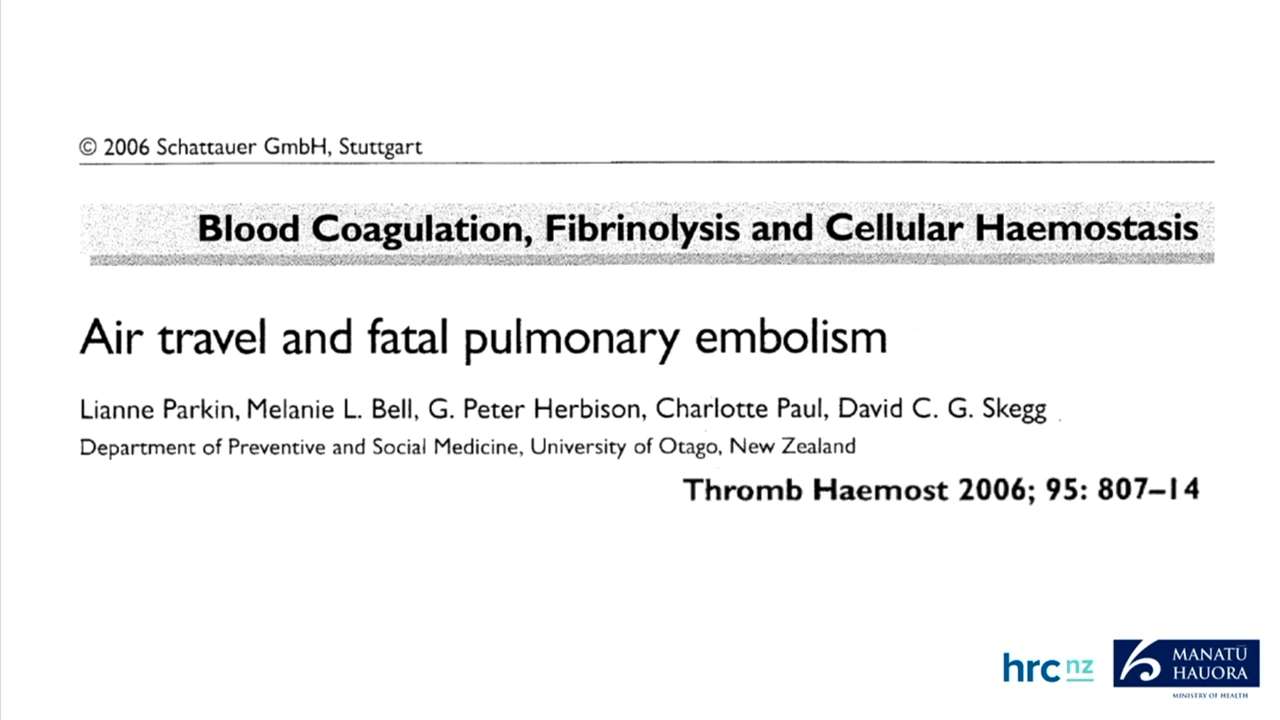 © 2006 Schattauer GmbH, Stuttgart
Blood Coagulation, Fibrinolysis and Cellular Haemostasis
Air travel and fatal pulmonary embolism
Lianne Parkin, Melanie L. Bell, G. Peter Herbison, Charlotte Paul, David C. G. Skegg
Department of Preventive and Social Medicine, University of Otago, New Zealand
Thromb Haemost 2006; 95: 807–14
hrc nz
MANATŪ
HAUORA
MINISTRY OF HEALTH